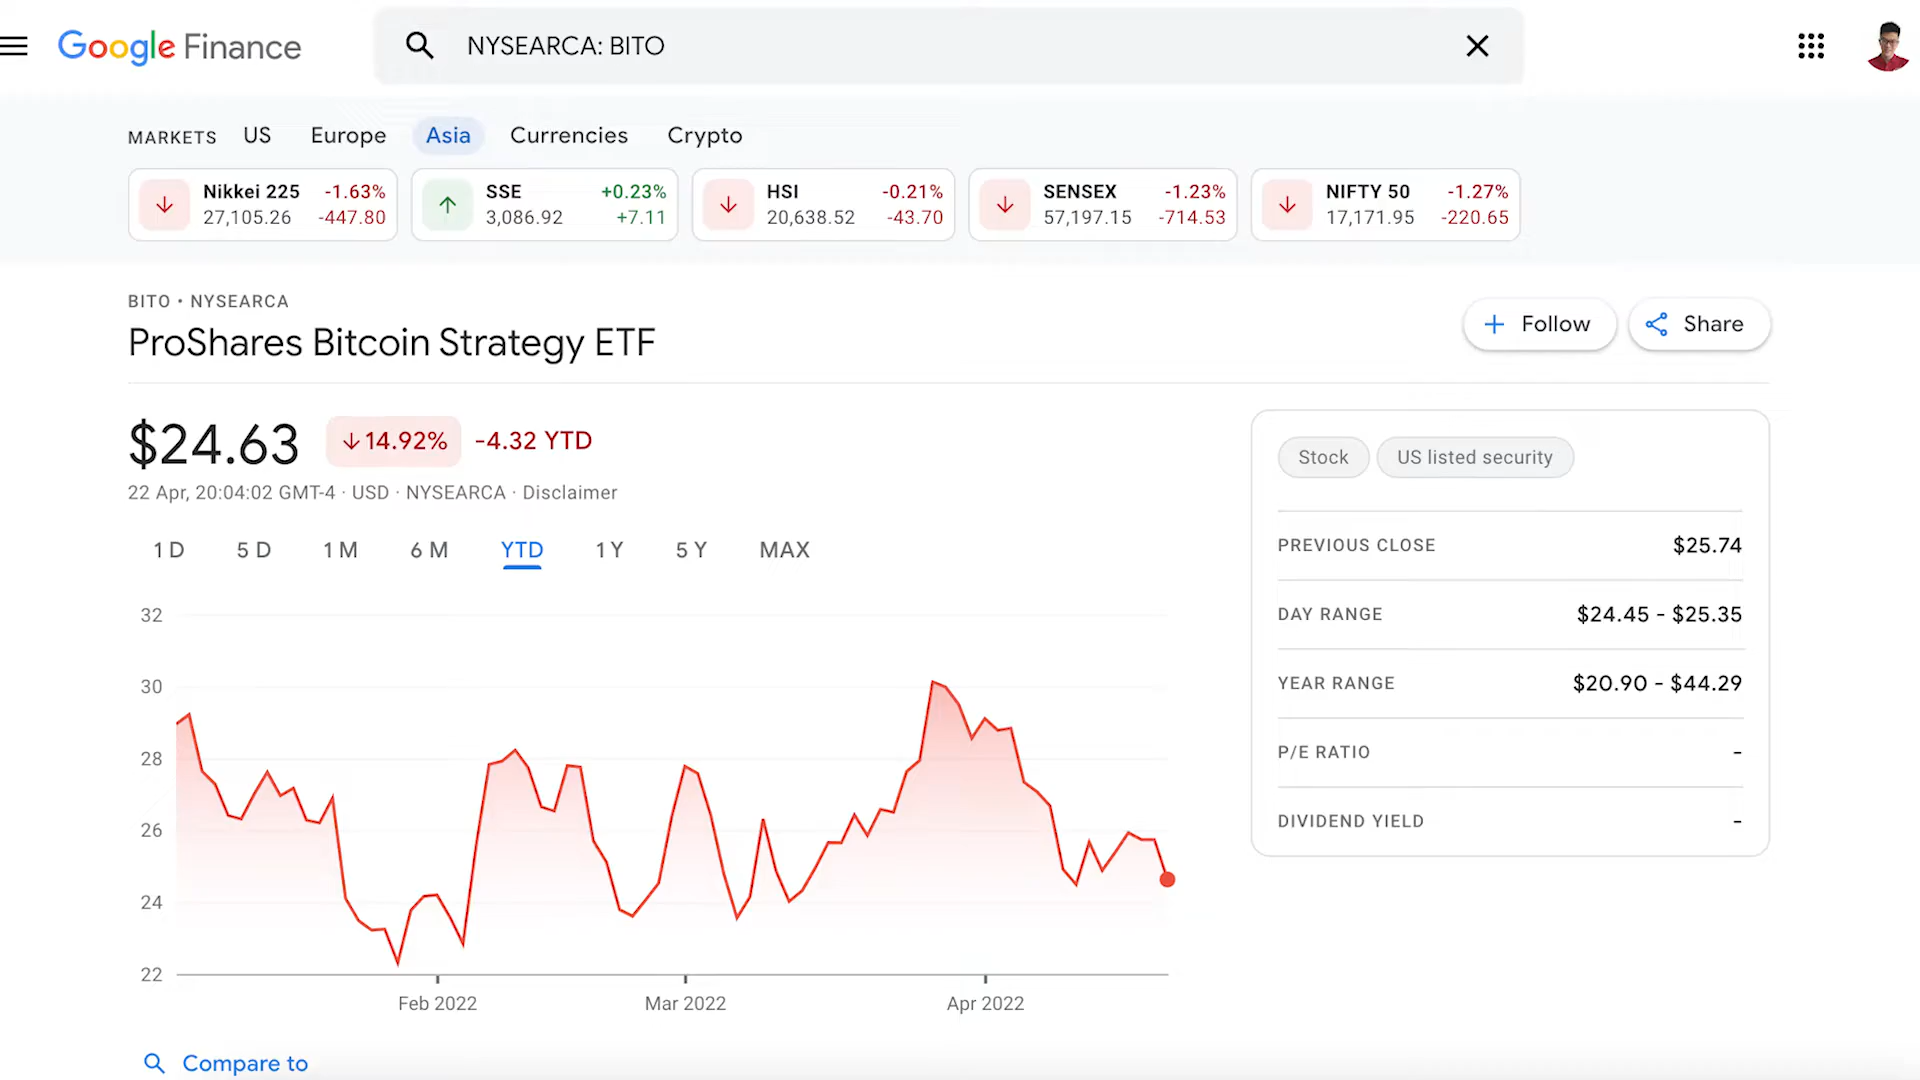 Google Finance
NYSEARCA: BITO
MARKETS US Europe Asia Currencies Crypto
Nikkei 225 -1.63%
27,105.26 -447.80
SSE +0.23%
3,086.92 +7.11
HSI -0.21%
20,638.52 -43.70
SENSEX -1.23%
57,197.15 -714.53
NIFTY 50 -1.27%
17,171.95 -220.65
BITO • NYSEARCA
ProShares Bitcoin Strategy ETF
Follow
Share
$24.63 ↓14.92% -4.32 YTD
22 Apr, 20:04:02 GMT-4 · USD · NYSEARCA · Disclaimer
1 D 5 D 1 M 6 M YTD 1 Y 5 Y MAX
32
30
28
26
24
22
Feb 2022 Mar 2022 Apr 2022
Compare to
Stock US listed security
PREVIOUS CLOSE $25.74
DAY RANGE $24.45 - $25.35
YEAR RANGE $20.90 - $44.29
P/E RATIO -
DIVIDEND YIELD -